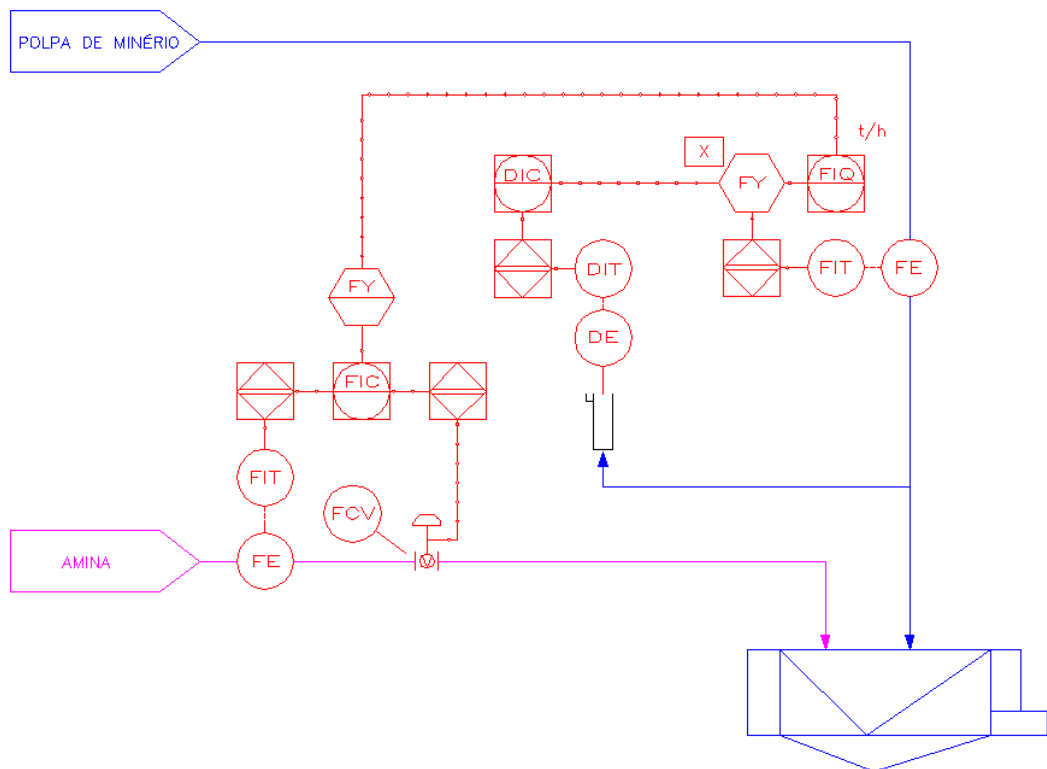 POLPA DE MINÉRIO
t/h
X
DIC
FY
FIQ
DIT
FIT
FE
FY
DE
FIC
FIT
FCV
AMINA
FE
V